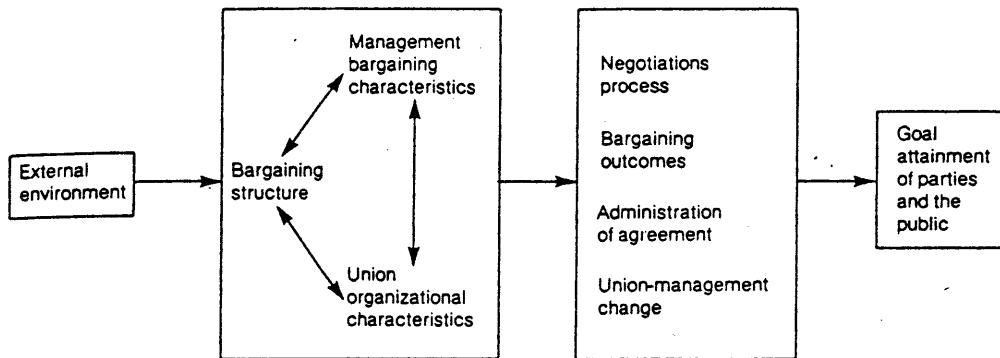 External
environment
Management
bargaining
characteristics
Bargaining
structure
Union
organizational
characteristics
Negotiations
process
Bargaining
outcomes
Administration
of agreement
Union-management
change
Goal
attainment
of parties
and the
public